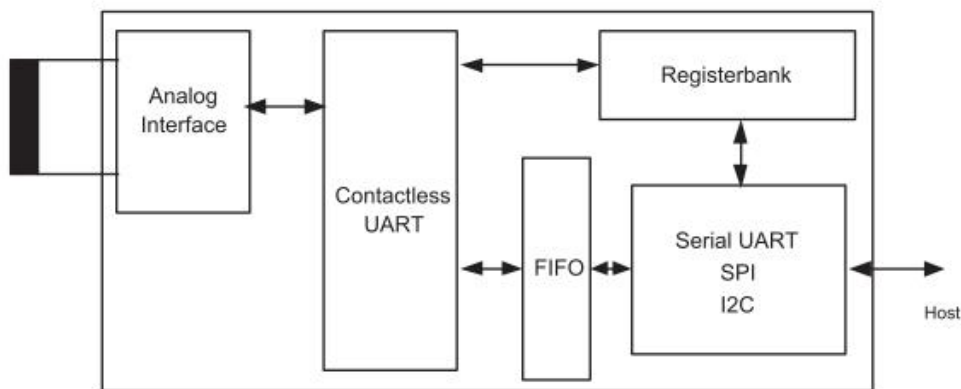 Analog
Interface
Contactless
UART
Registerbank
FIFO
Serial UART
SPI
I2C
Host